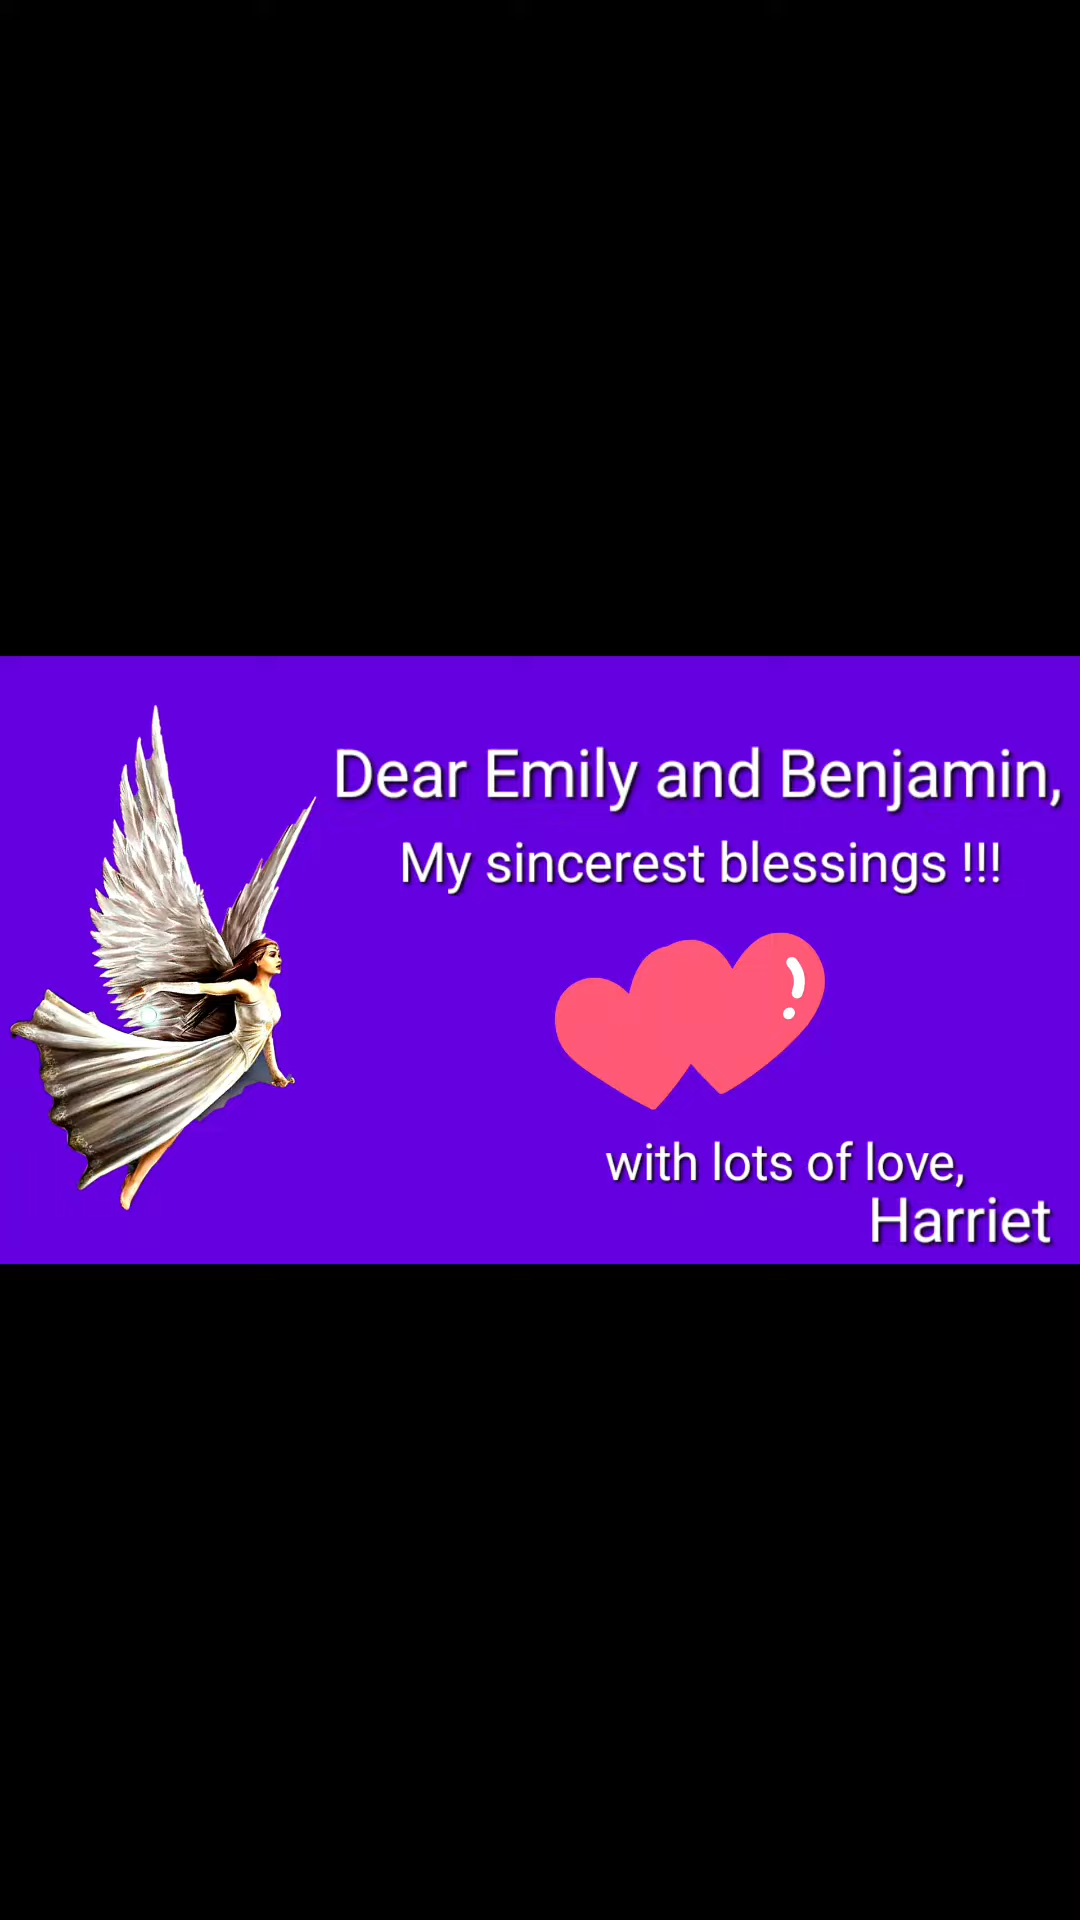 Dear Emily and Benjamin,
My sincerest blessings !!!
with lots of love,
Harriet